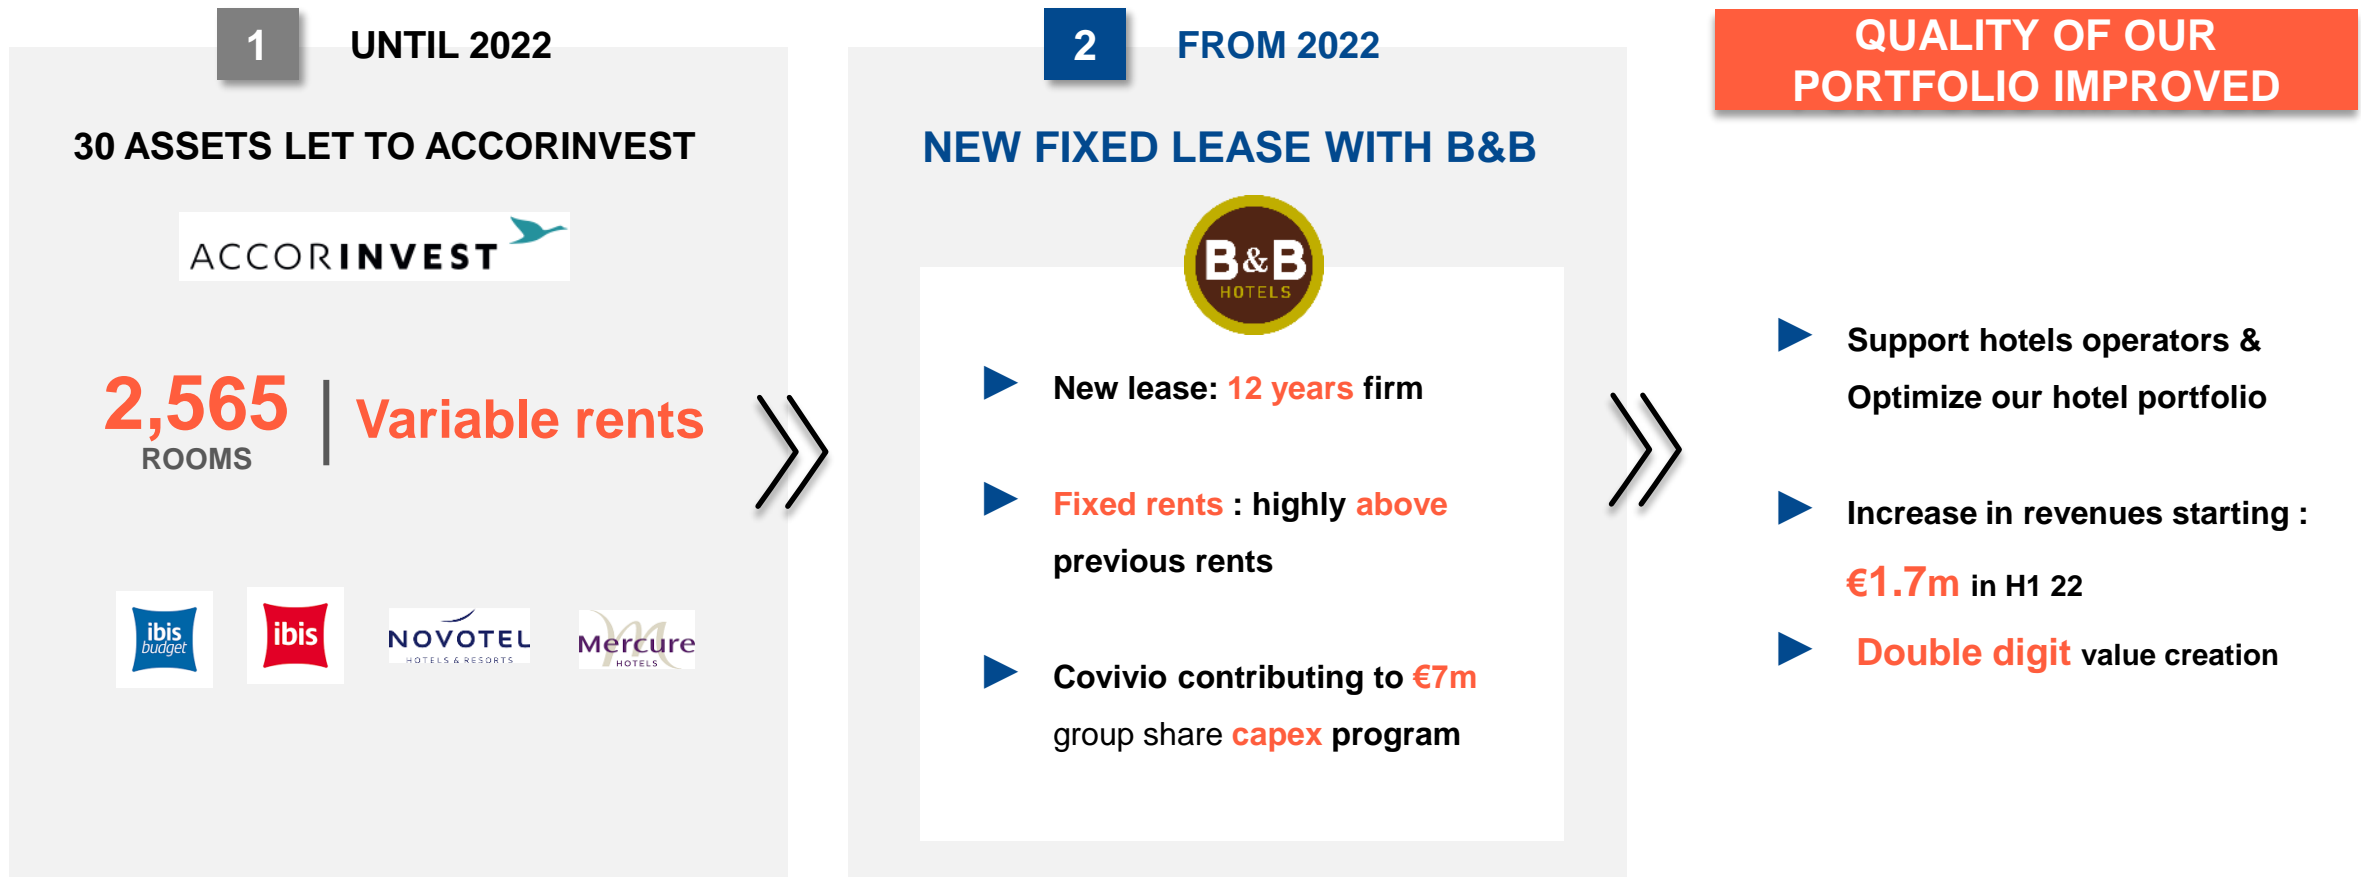 1 UNTIL 2022
30 ASSETS LET TO ACCORINVEST
ACCORINVEST
2,565
ROOMS
Variable rents
ibis
budget
ibis
NOVOTEL
HOTELS & RESORTS
Mercure
HOTELS
2 FROM 2022
NEW FIXED LEASE WITH B&B
B&B
HOTELS
New lease: 12 years firm
Fixed rents : highly above
previous rents
Covivio contributing to €7m
group share capex program
QUALITY OF OUR
PORTFOLIO IMPROVED
Support hotels operators &
Optimize our hotel portfolio
Increase in revenues starting :
€1.7m in H1 22
Double digit value creation